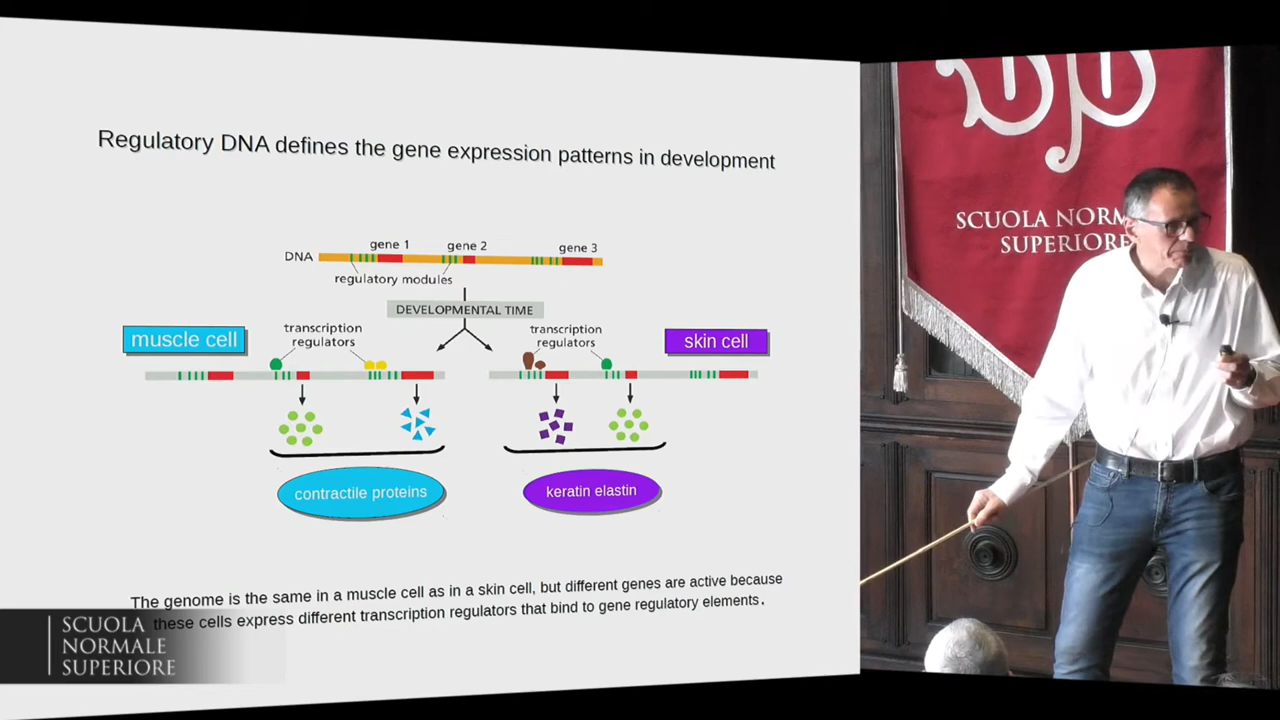 Regulatory DNA defines the gene expression patterns in development
DNA
gene 1
gene 2
gene 3
regulatory modules
DEVELOPMENTAL TIME
muscle cell
transcription
regulators
transcription
regulators
skin cell
contractile proteins
keratin elastin
The genome is the same in a muscle cell as in a skin cell, but different genes are active because
these cells express different transcription regulators that bind to gene regulatory elements.
SCUOLA
NORMALE
SUPERIORE
SCUOLA NORM
SUPERIORE